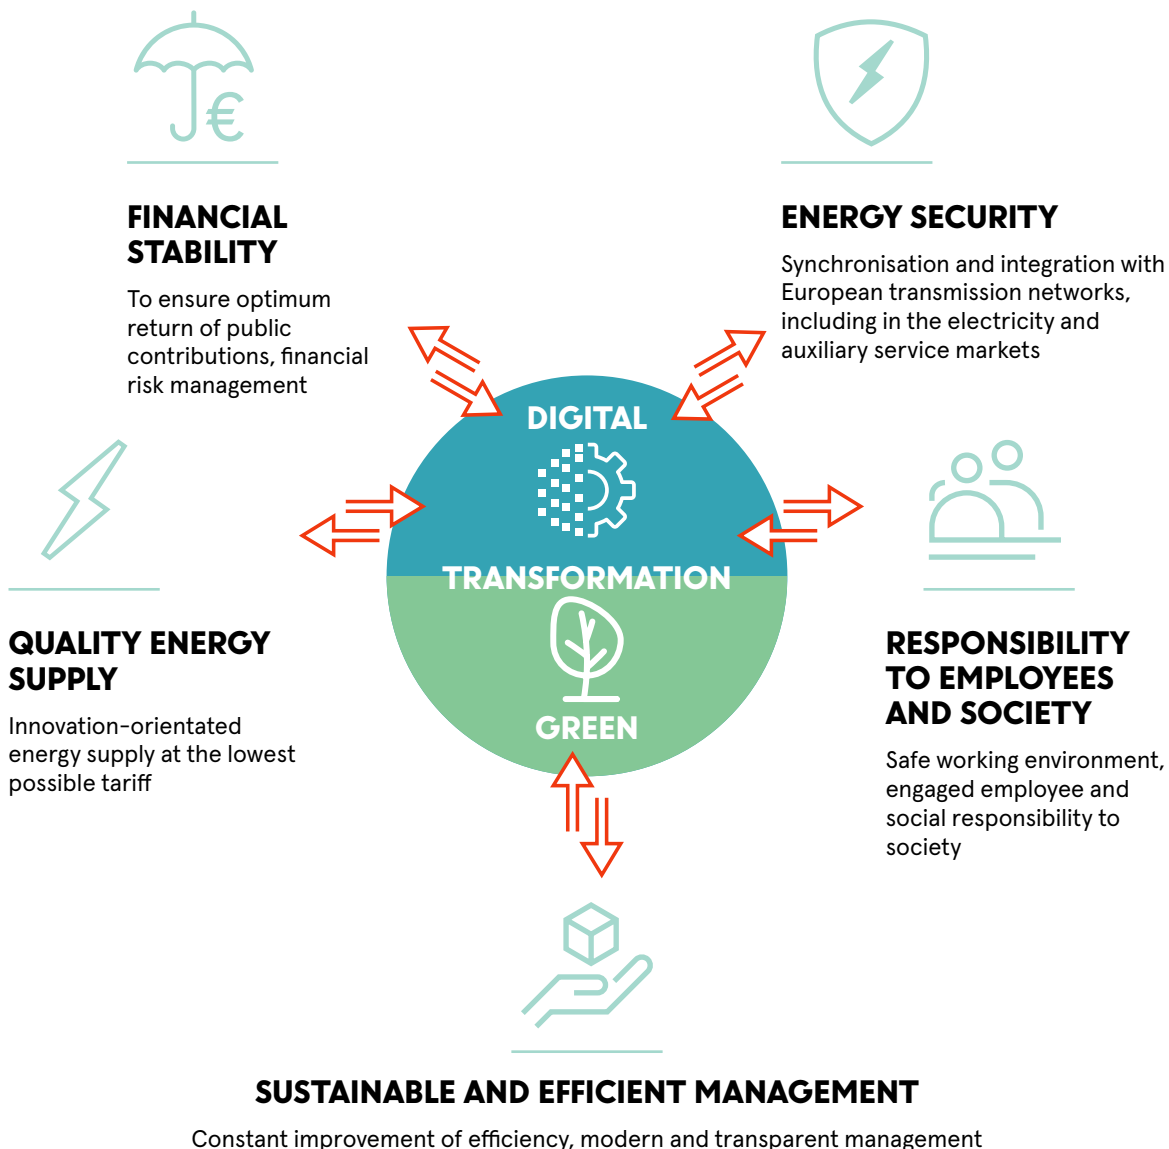 €
FINANCIAL
STABILITY
To ensure optimum
return of public
contributions, financial
risk management
ENERGY SECURITY
Synchronisation and integration with
European transmission networks,
including in the electricity and
auxiliary service markets
DIGITAL
TRANSFORMATION
GREEN
QUALITY ENERGY
SUPPLY
Innovation-orientated
energy supply at the lowest
possible tariff
RESPONSIBILITY
TO EMPLOYEES
AND SOCIETY
Safe working environment,
engaged employee and
social responsibility to
society
SUSTAINABLE AND EFFICIENT MANAGEMENT
Constant improvement of efficiency, modern and transparent management